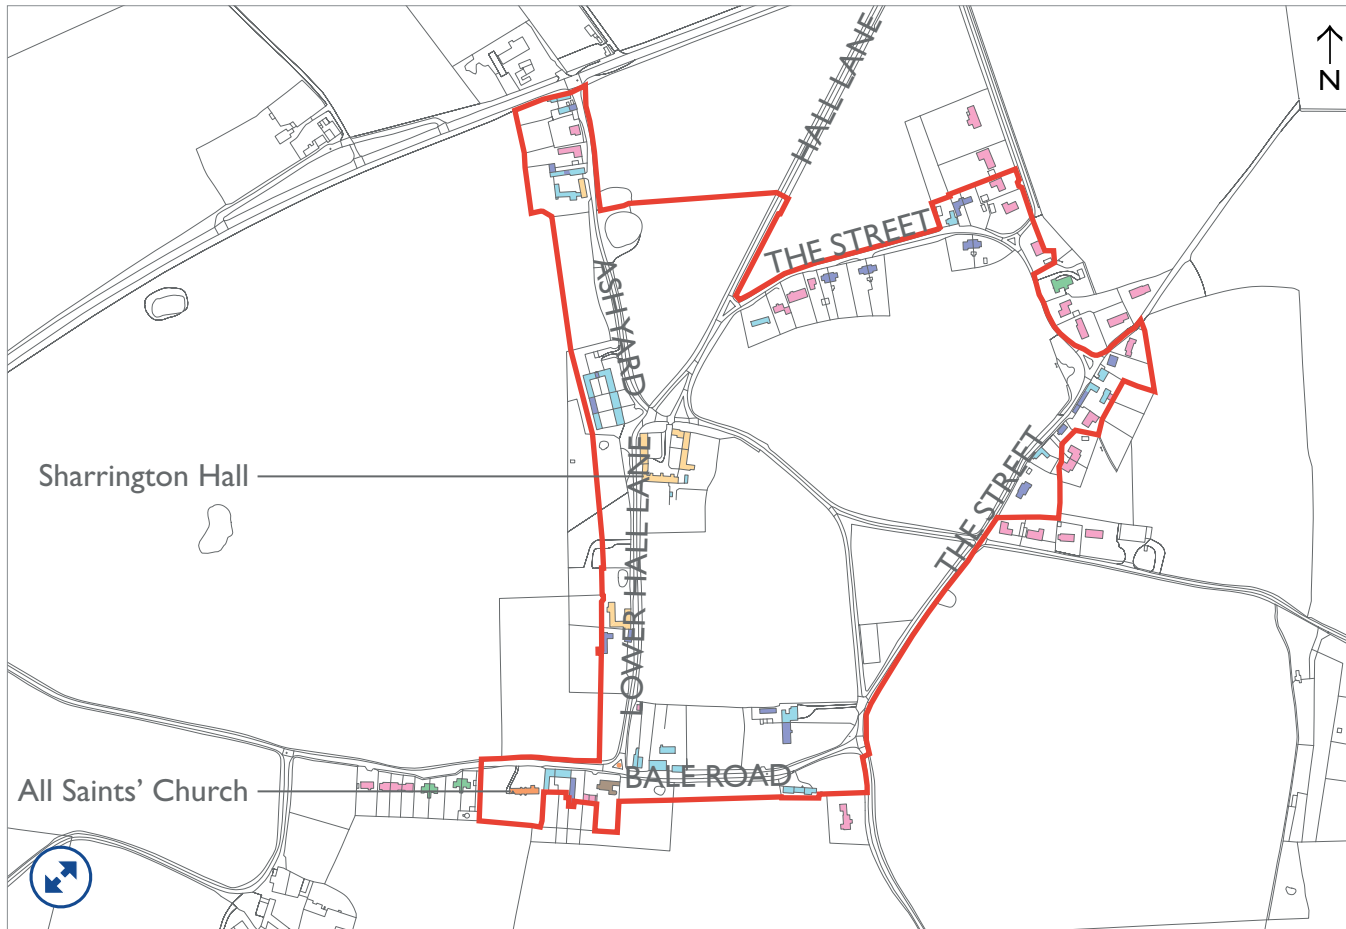 HALL LANE
N
THE STREET
ASHYARD
Sharrington Hall
LOWER HALL LANE
THE STREET
BALE ROAD
All Saints’ Church